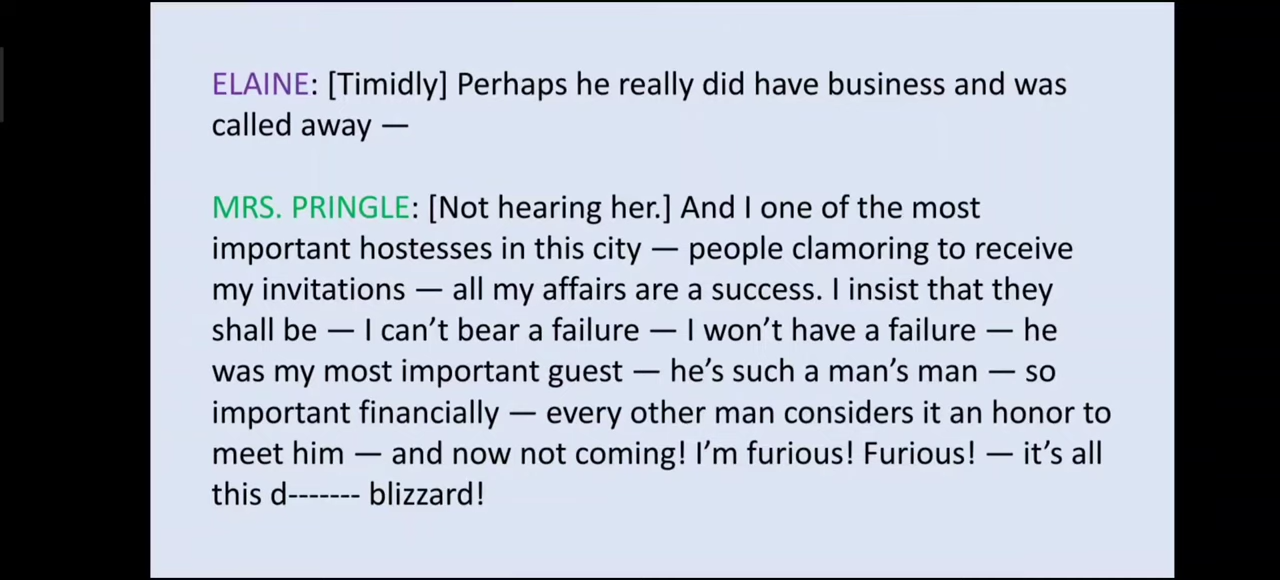 ELAINE: [Timidly] Perhaps he really did have business and was
called away —
MRS. PRINGLE: [Not hearing her.] And I one of the most
important hostesses in this city — people clamoring to receive
my invitations — all my affairs are a success. I insist that they
shall be — I can’t bear a failure — I won’t have a failure — he
was my most important guest — he’s such a man’s man — so
important financially — every other man considers it an honor to
meet him — and now not coming! I’m furious! Furious! — it’s all
this d------- blizzard!